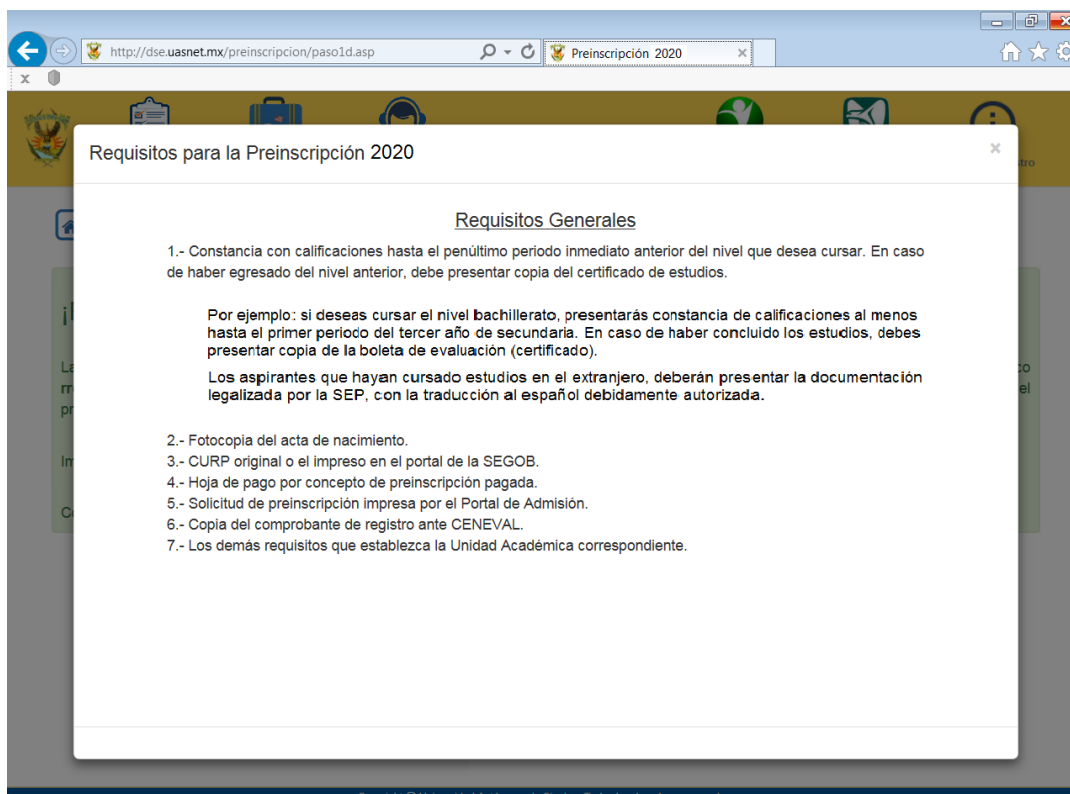 http://dse.uasnet.mx/preinscripcion/paso1d.asp
Preinscripción 2020
x
Requisitos para la Preinscripción 2020
Requisitos Generales
1.- Constancia con calificaciones hasta el penúltimo periodo inmediato anterior del nivel que desea cursar. En caso
de haber egresado del nivel anterior, debe presentar copia del certificado de estudios.
Por ejemplo: si deseas cursar el nivel bachillerato, presentarás constancia de calificaciones al menos
hasta el primer periodo del tercer año de secundaria. En caso de haber concluido los estudios, debes
presentar copia de la boleta de evaluación (certificado).
Los aspirantes que hayan cursado estudios en el extranjero, deberán presentar la documentación
legalizada por la SEP, con la traducción al español debidamente autorizada.
2.- Fotocopia del acta de nacimiento.
3.- CURP original o el impreso en el portal de la SEGOB.
4.- Hoja de pago por concepto de preinscripción pagada.
5.- Solicitud de preinscripción impresa por el Portal de Admisión.
6.- Copia del comprobante de registro ante CENEVAL.
7.- Los demás requisitos que establezca la Unidad Académica correspondiente.